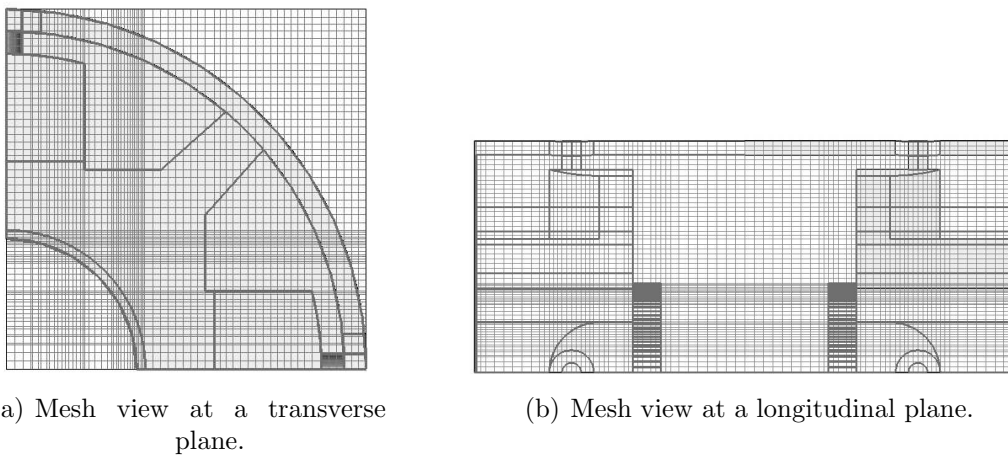 a) Mesh view at a transverse
plane.
(b) Mesh view at a longitudinal plane.